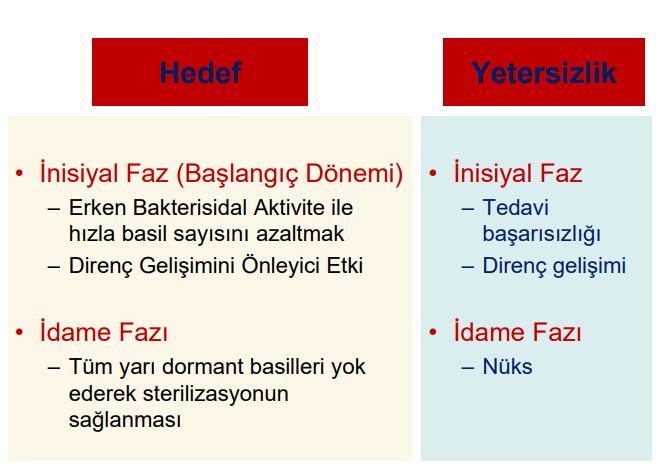 Hedef
• İnisiyal Faz (Başlangıç Dönemi)
– Erken Bakterisidal Aktivite ile
hızla basil sayısını azaltmak
– Direnç Gelişimini Önleyici Etki
• İdame Fazı
– Tüm yarı dormant basilleri yok
ederek sterilizasyonun
sağlanması
Yetersizlik
• İnisiyal Faz
– Tedavi
başarısızlığı
– Direnç gelişimi
• İdame Fazı
– Nüks